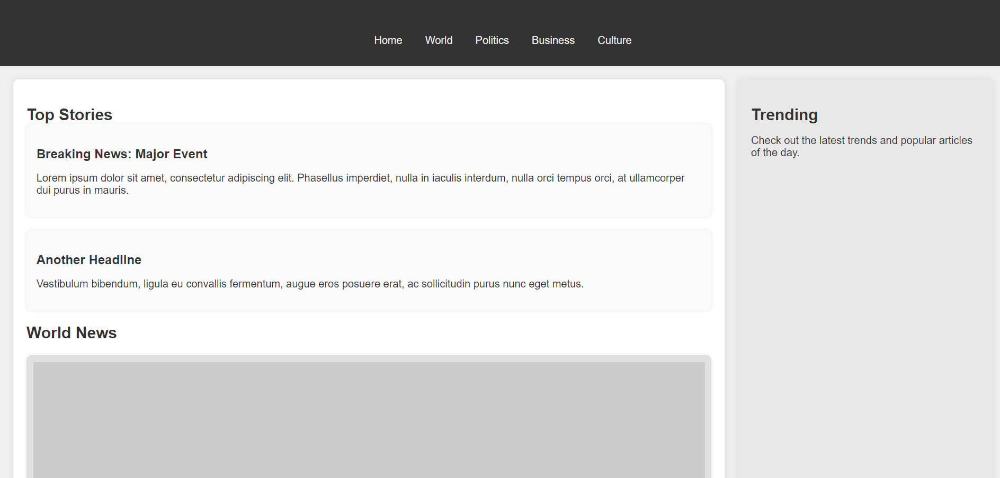 Home World Politics Business Culture
Top Stories
Breaking News: Major Event
Lorem ipsum dolor sit amet, consectetur adipiscing elit. Phasellus imperdiet, nulla in iaculis interdum, nulla orci tempus orci, at ullamcorper
dui purus in mauris.
Another Headline
Vestibulum bibendum, ligula eu convallis fermentum, augue eros posuere erat, ac sollicitudin purus nunc eget metus.
World News
Trending
Check out the latest trends and popular articles
of the day.